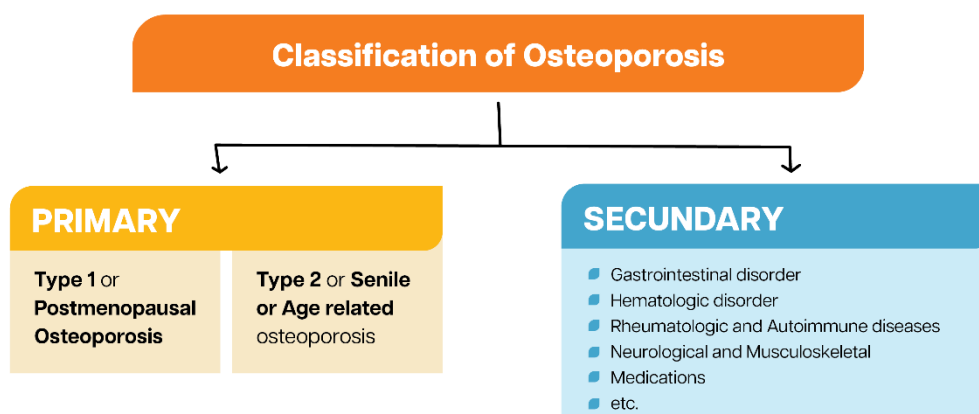 Classification of Osteoporosis
PRIMARY
Type 1 or
Postmenopausal
Osteoporosis
Type 2 or Senile
or Age related
osteoporosis
SECUNDARY
Gastrointestinal disorder
Hematologic disorder
Rheumatologic and Autoimmune diseases
Neurological and Musculoskeletal
Medications
etc.